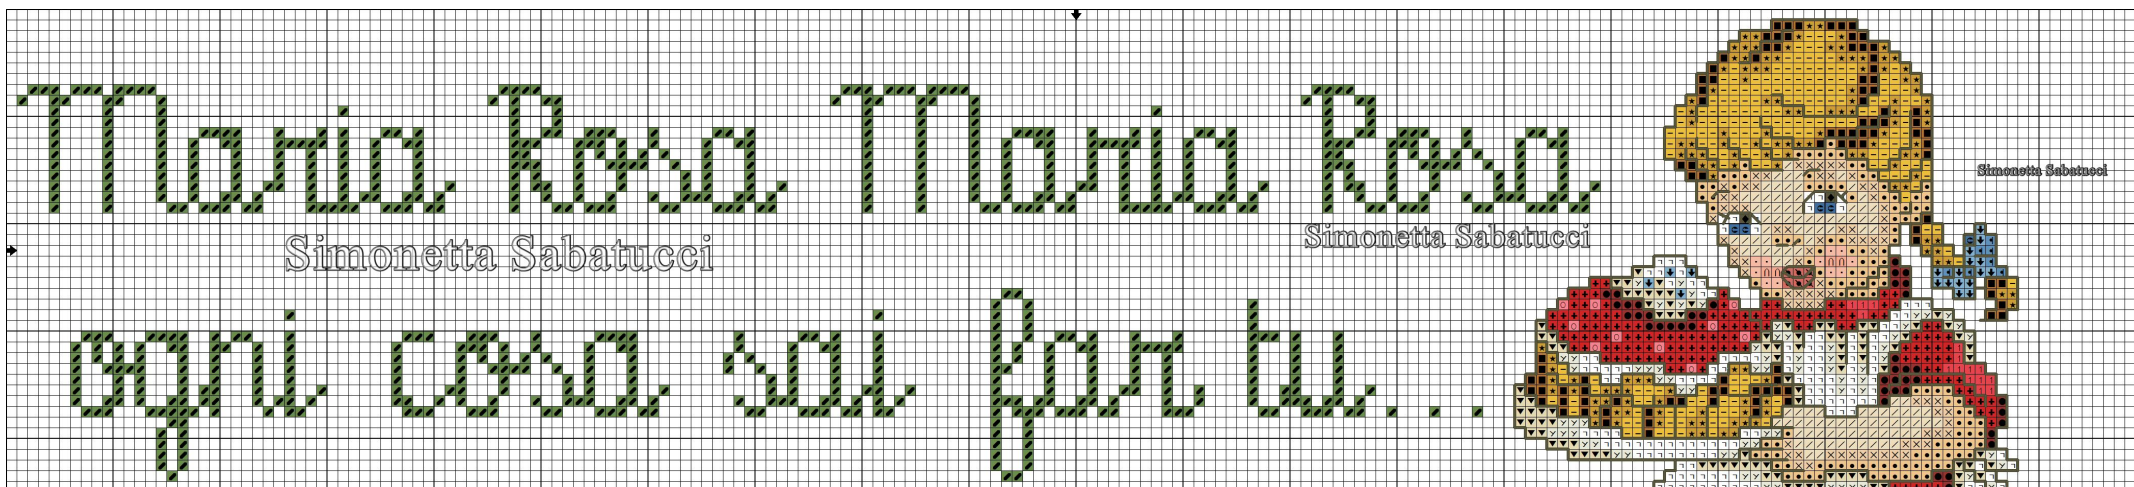 Maria Rosa Maria Rosa
Simonetta Sabatucci
Simonetta Sabatucci
Simonetta Sabatucci
ogni cosa sai far tu...